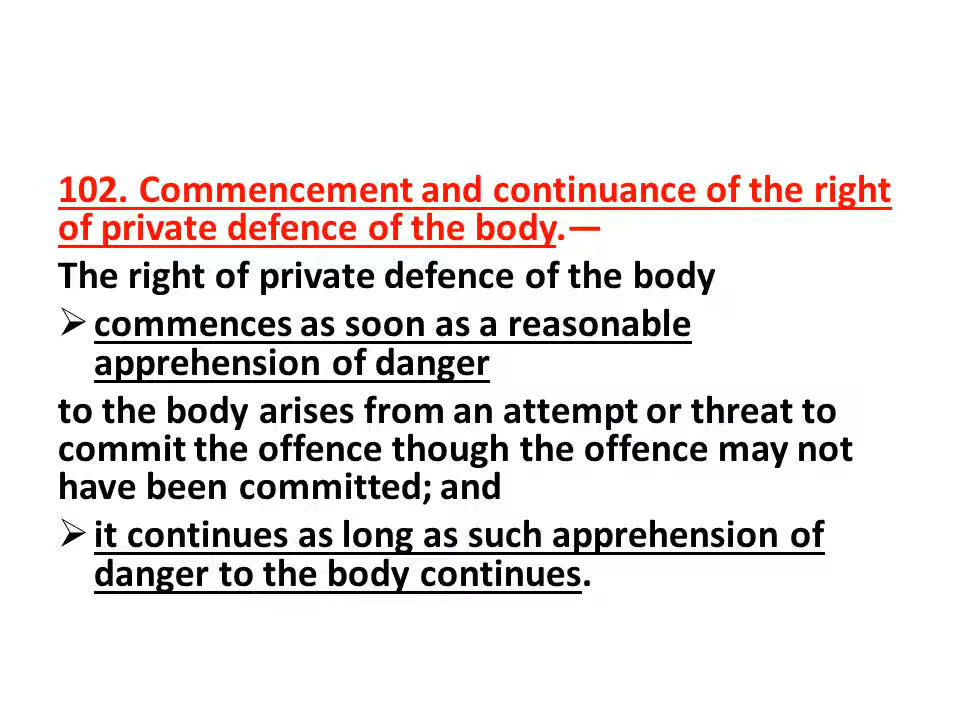 102. Commencement and continuance of the right
of private defence of the body.—
The right of private defence of the body
➢ commences as soon as a reasonable
apprehension of danger
to the body arises from an attempt or threat to
commit the offence though the offence may not
have been committed; and
➢ it continues as long as such apprehension of
danger to the body continues.